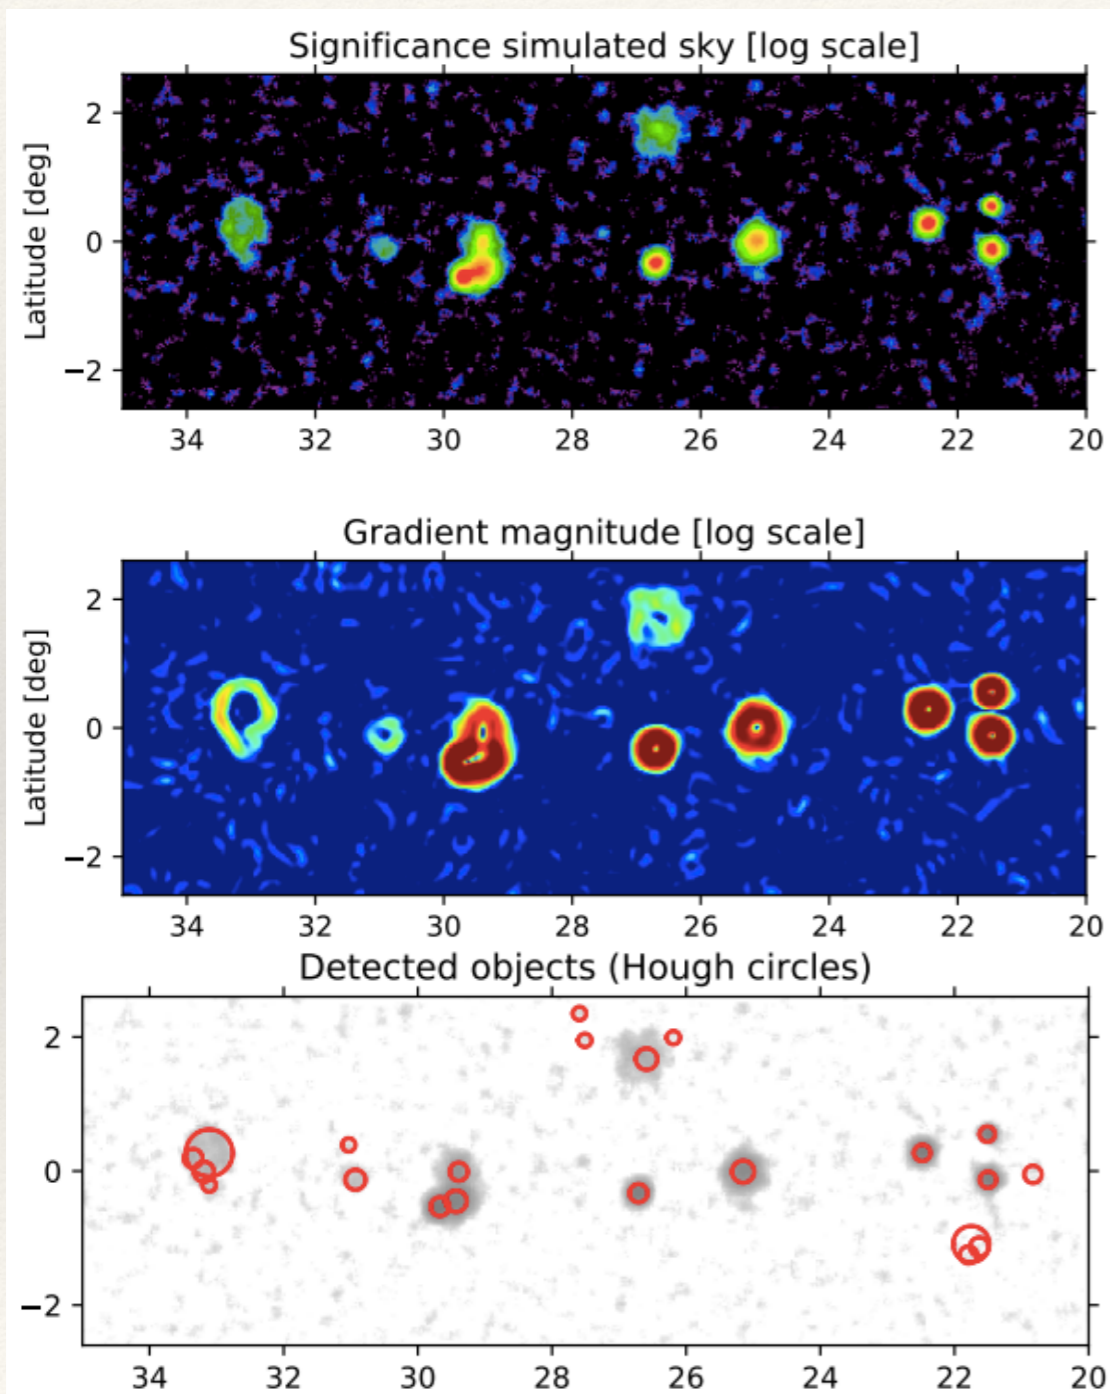 Significance simulated sky [log scale]
Latitude [deg]
2
0
−2
34 32 30 28 26 24 22 20
Gradient magnitude [log scale]
Latitude [deg]
2
0
−2
34 32 30 28 26 24 22 20
Detected objects (Hough circles)
2
0
−2
34 32 30 28 26 24 22 20